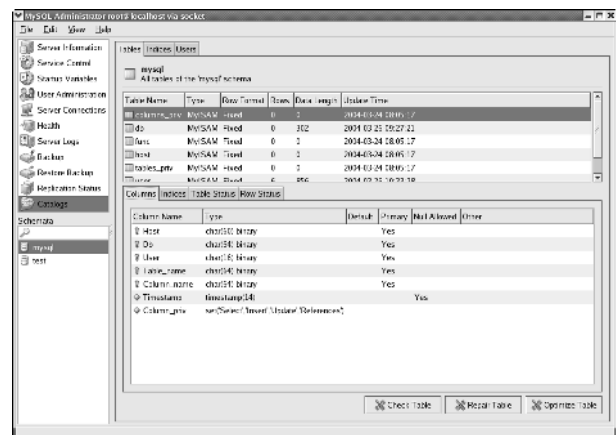 MySQL Administrator root@localhost via socket
File Edit View Help
Server Information
Service Control
Startup Variables
User Administration
Server Connections
Health
Server Logs
Backup
Restore Backup
Replication Status
Catalogs
Schemata
mysql
test
Tables Indices Users
mysql
All tables of the 'mysql' schema
Table Name Type Row Format Rows Data Length Update Time
columns_priv MyISAM Fixed 0 0 2004-03-24 08:05:17
db MyISAM Fixed 0 302 2004-03-25 09:27:21
func MyISAM Fixed 0 0 2004-03-24 08:05:17
host MyISAM Fixed 0 0 2004-03-24 08:05:17
tables_priv MyISAM Fixed 0 0 2004-03-24 08:05:17
user MyISAM Fixed 6 856
Columns Indices Table Status Row Status
Column Name Type Default Primary Null Allowed Other
Host char(60) binary Yes
Db char(64) binary Yes
User char(16) binary Yes
Table_name char(64) binary Yes
Column_name char(64) binary Yes
Timestamp timestamp(14) Yes
Column_priv set('Select','Insert','Update','References')
Check Table Repair Table Optimize Table